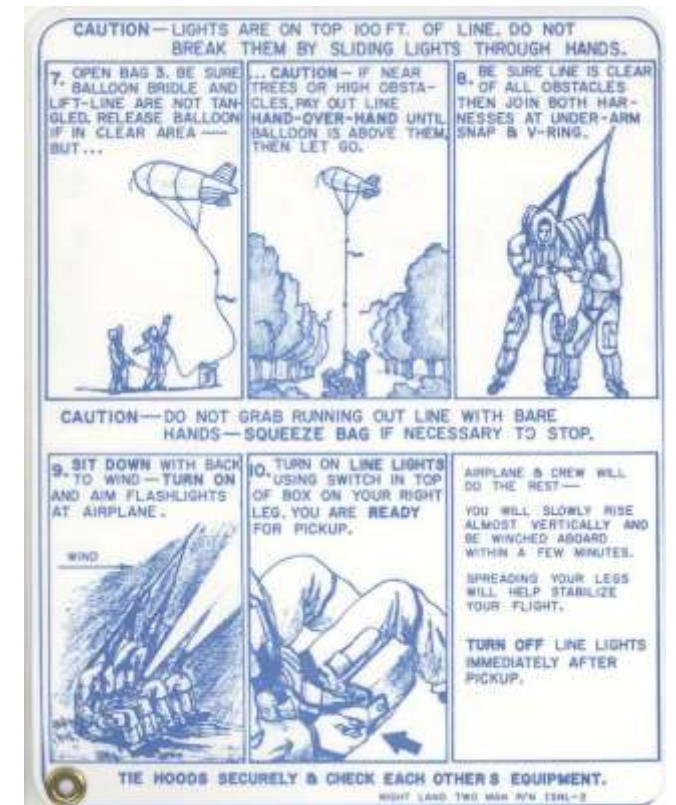 CAUTION — LIGHTS ARE ON TOP 100 FT. OF LINE. DO NOT
BREAK THEM BY SLIDING LIGHTS THROUGH HANDS.
7. OPEN BAG 3. BE SURE
BALLOON BRIDLE AND
LIFT-LINE ARE NOT TAN-
GLED. RELEASE BALLOON
IF IN CLEAR AREA —
BUT...
... CAUTION — IF NEAR
TREES OR HIGH OBSTA-
CLES, PAY OUT LINE
HAND-OVER-HAND UNTIL
BALLOON IS ABOVE THEM,
THEN LET GO.
8. BE SURE LINE IS CLEAR
OF ALL OBSTACLES
THEN JOIN BOTH HAR-
NESSES AT UNDER-ARM
SNAP & V-RING.
CAUTION — DO NOT GRAB RUNNING OUT LINE WITH BARE
HANDS — SQUEEZE BAG IF NECESSARY TO STOP.
9. SIT DOWN WITH BACK
TO WIND — TURN ON
AND AIM FLASHLIGHTS
AT AIRPLANE.
WIND
10. TURN ON LINE LIGHTS
USING SWITCH IN TOP
OF BOX ON YOUR RIGHT
LEG. YOU ARE READY
FOR PICKUP.
AIRPLANE & CREW WILL
DO THE REST —
YOU WILL SLOWLY RISE
ALMOST VERTICALLY AND
BE WINCHED ABOARD
WITHIN A FEW MINUTES.
SPREADING YOUR LEGS
WILL HELP STABILIZE
YOUR FLIGHT.
TURN OFF LINE LIGHTS
IMMEDIATELY AFTER
PICKUP.
TIE HOODS SECURELY & CHECK EACH OTHERS EQUIPMENT.
NIGHT LAND TWO MAN P/N